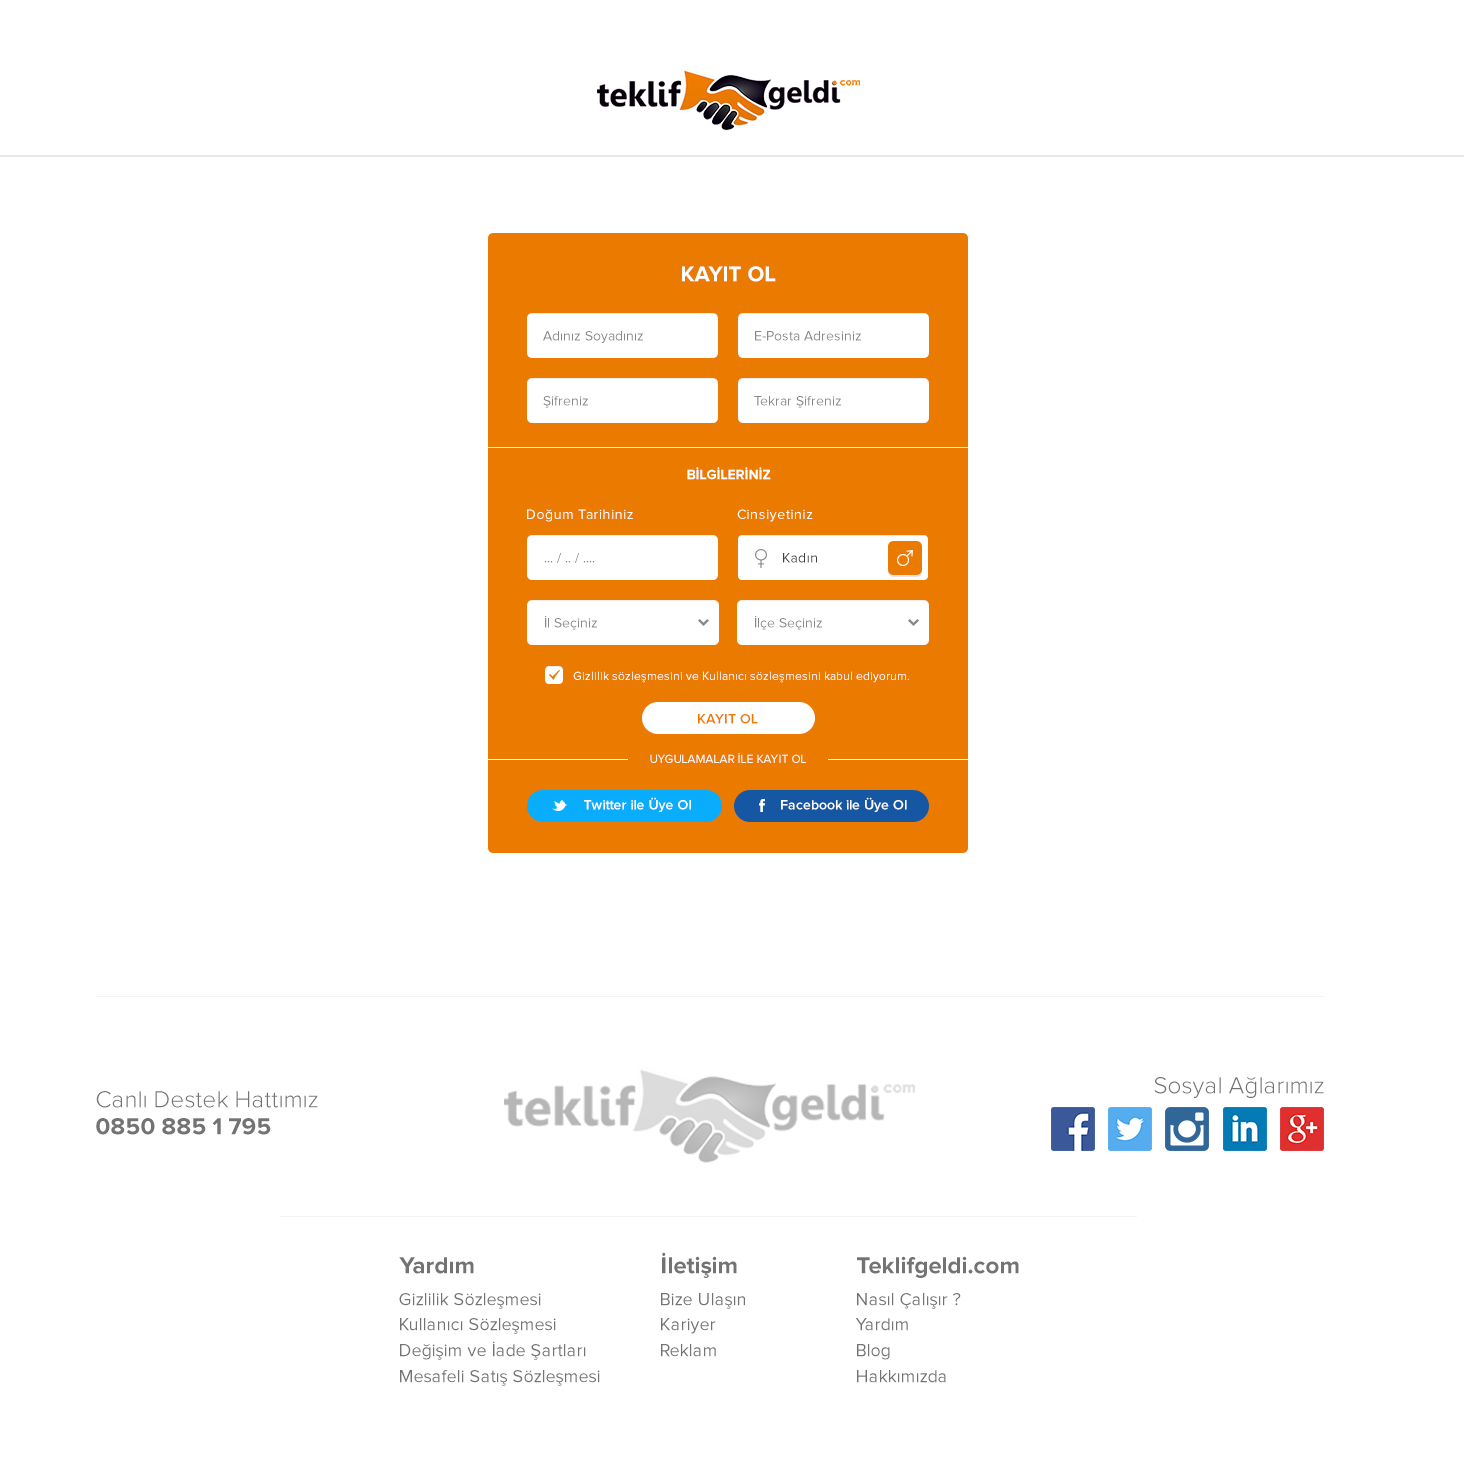 teklif geldi.com
KAYIT OL
Adınız Soyadınız
E-Posta Adresiniz
Şifreniz
Tekrar Şifreniz
BİLGİLERİNİZ
Doğum Tarihiniz
Cinsiyetiniz
... / .. / ....
Kadın
İl Seçiniz
İlçe Seçiniz
Gizlilik sözleşmesini ve Kullanıcı sözleşmesini kabul ediyorum.
KAYIT OL
UYGULAMALAR İLE KAYIT OL
Twitter ile Üye Ol
Facebook ile Üye Ol
Canlı Destek Hattımız
0850 885 1 795
teklif geldi.com
Sosyal Ağlarımız
Yardım
Gizlilik Sözleşmesi
Kullanıcı Sözleşmesi
Değişim ve İade Şartları
Mesafeli Satış Sözleşmesi
İletişim
Bize Ulaşın
Kariyer
Reklam
Teklifgeldi.com
Nasıl Çalışır ?
Yardım
Blog
Hakkımızda